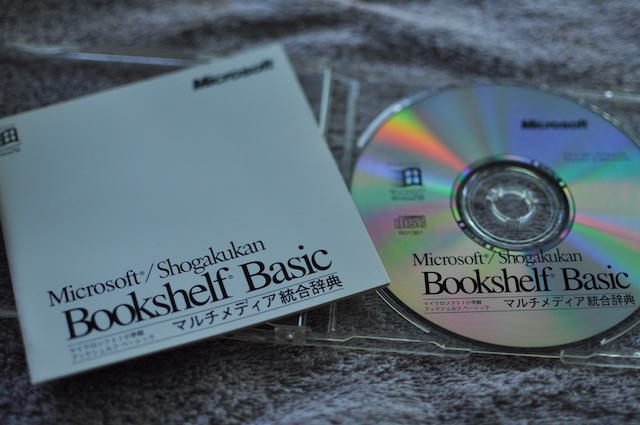 Microsoft
Microsoft®/Shogakukan
Bookshelf® Basic
マイクロソフト／小学館
ブックシェルフ ベーシック
マルチメディア統合辞典
Microsoft
Microsoft®/Shogakukan
Bookshelf® Basic
マイクロソフト／小学館
ブックシェルフ ベーシック
マルチメディア統合辞典